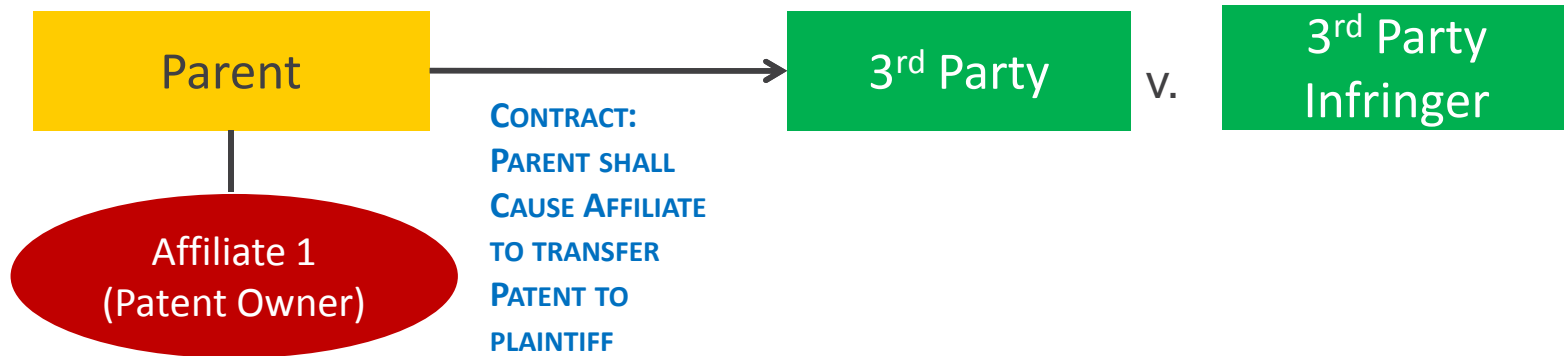 Parent
3rd Party
v.
3rd Party
Infringer
CONTRACT:
PARENT SHALL
CAUSE AFFILIATE
TO TRANSFER
PATENT TO
PLAINTIFF
Affiliate 1
(Patent Owner)